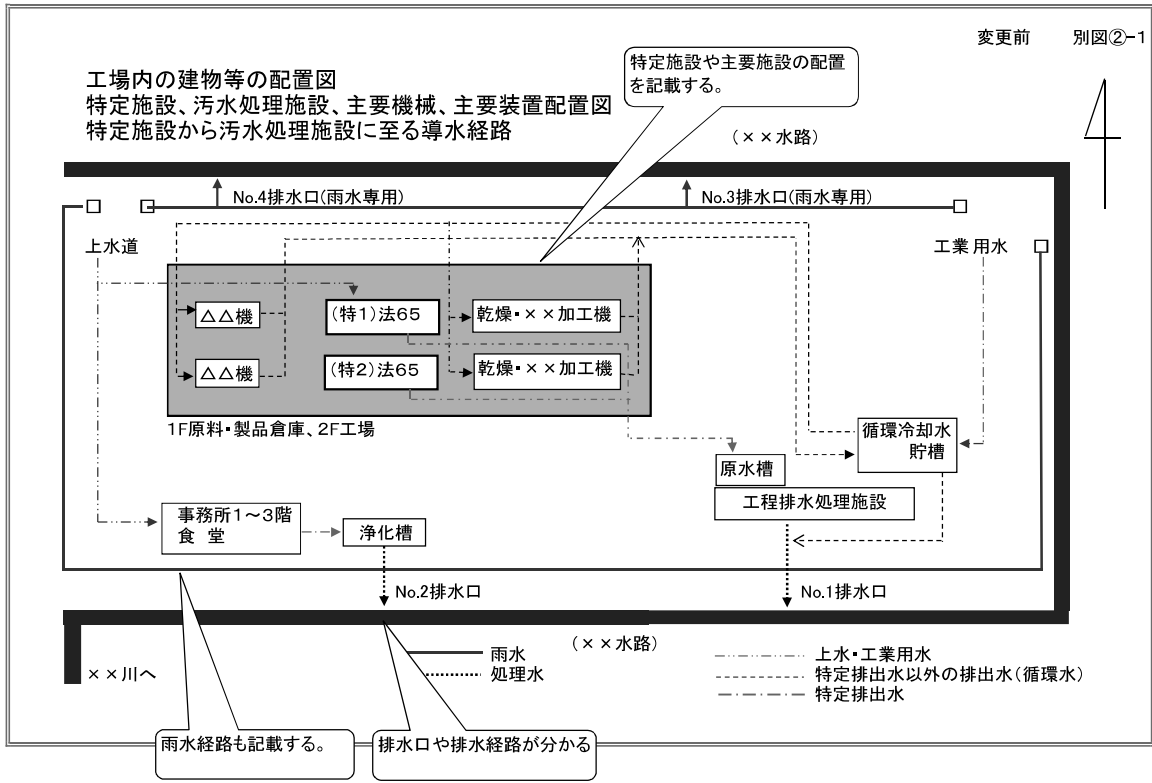 変更前 別図②-1
工場内の建物等の配置図
特定施設、汚水処理施設、主要機械、主要装置配置図
特定施設から汚水処理施設に至る導水経路
特定施設や主要施設の配置
を記載する。
(××水路)
No.4排水口(雨水専用)
No.3排水口(雨水専用)
上水道
工業用水
△△機
(特1)法65
乾燥・××加工機
△△機
(特2)法65
乾燥・××加工機
1F原料・製品倉庫、2F工場
循環冷却水
貯槽
原水槽
工程排水処理施設
事務所1~3階
食 堂
浄化槽
No.2排水口
No.1排水口
(××水路)
××川へ
雨水
処理水
上水・工業用水
特定排出水以外の排出水(循環水)
特定排出水
雨水経路も記載する。
排水口や排水経路が分かる